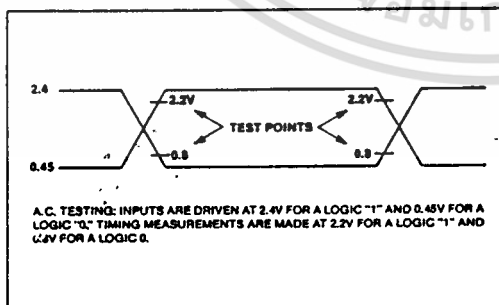 2.4
2.2V
2.2V
TEST POINTS
0.8
0.8
0.45
A.C. TESTING: INPUTS ARE DRIVEN AT 2.4V FOR A LOGIC "1" AND 0.45V FOR A
LOGIC "0." TIMING MEASUREMENTS ARE MADE AT 2.2V FOR A LOGIC "1" AND
0.8V FOR A LOGIC 0.